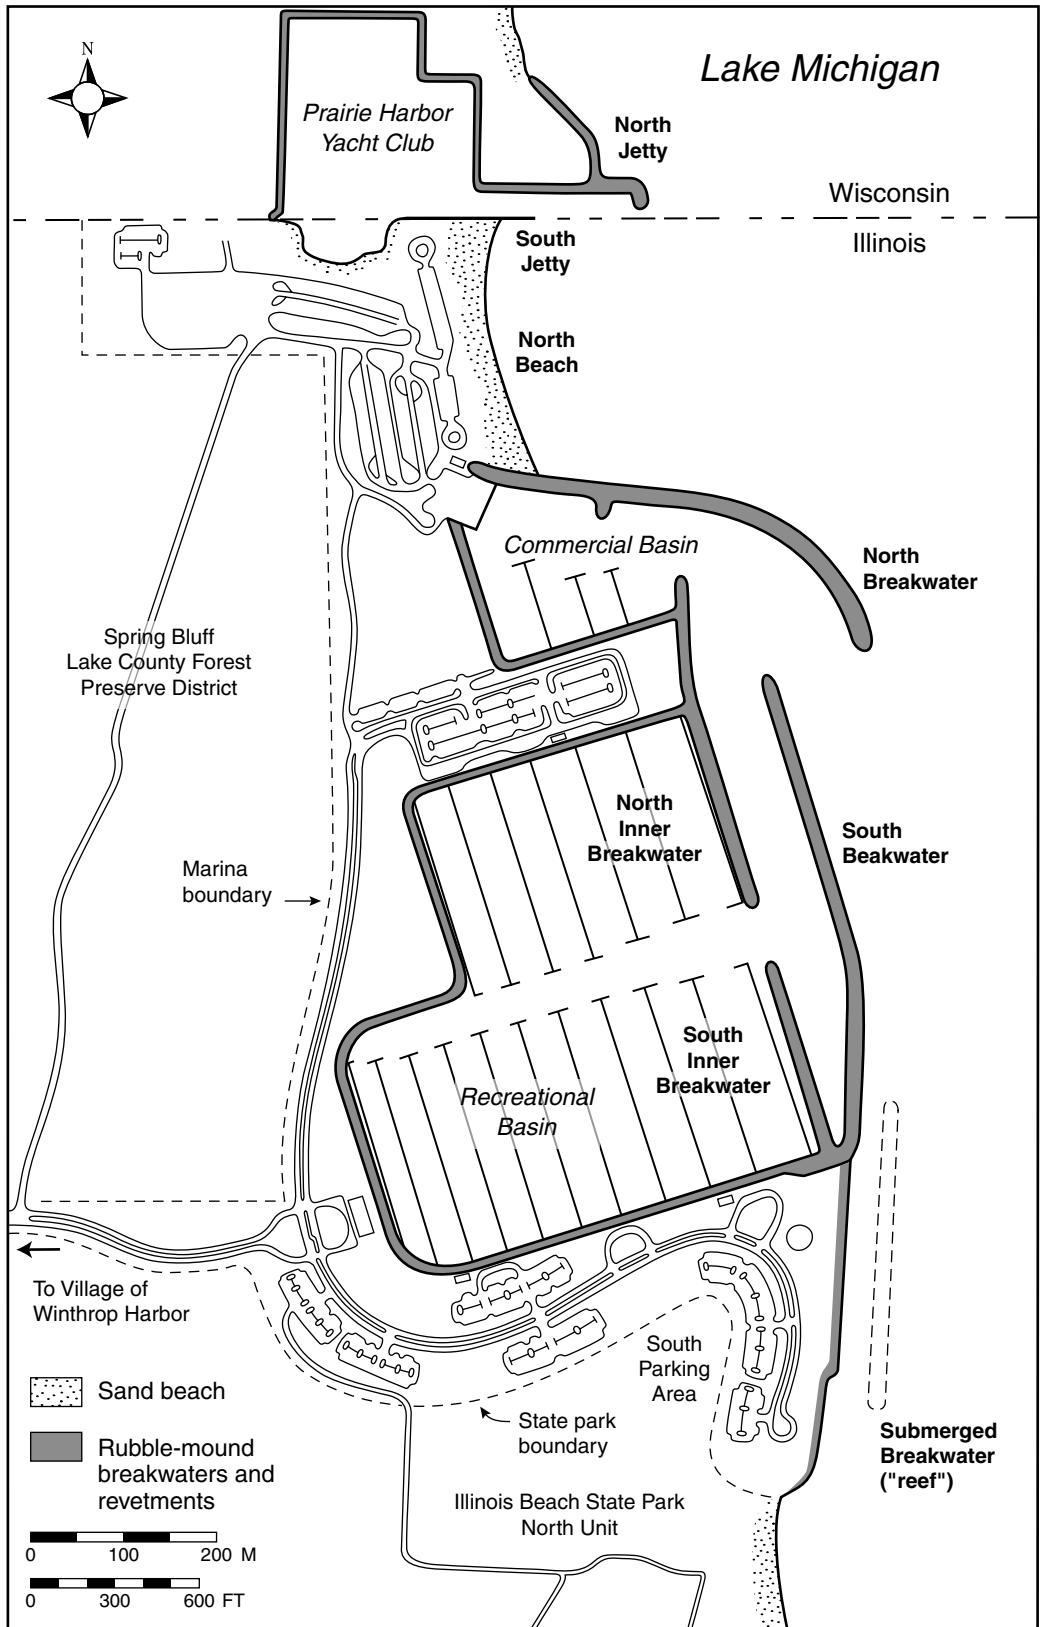 N
Lake Michigan
Prairie Harbor
Yacht Club
North
Jetty
Wisconsin
Illinois
South
Jetty
North
Beach
Commercial Basin
North
Breakwater
Spring Bluff
Lake County Forest
Preserve District
North
Inner
Breakwater
South
Beakwater
Marina
boundary
South
Inner
Breakwater
Recreational
Basin
To Village of
Winthrop Harbor
South
Parking
Area
Sand beach
State park
boundary
Submerged
Breakwater
("reef")
Rubble-mound
breakwaters and
revetments
Illinois Beach State Park
North Unit
0 100 200 M
0 300 600 FT